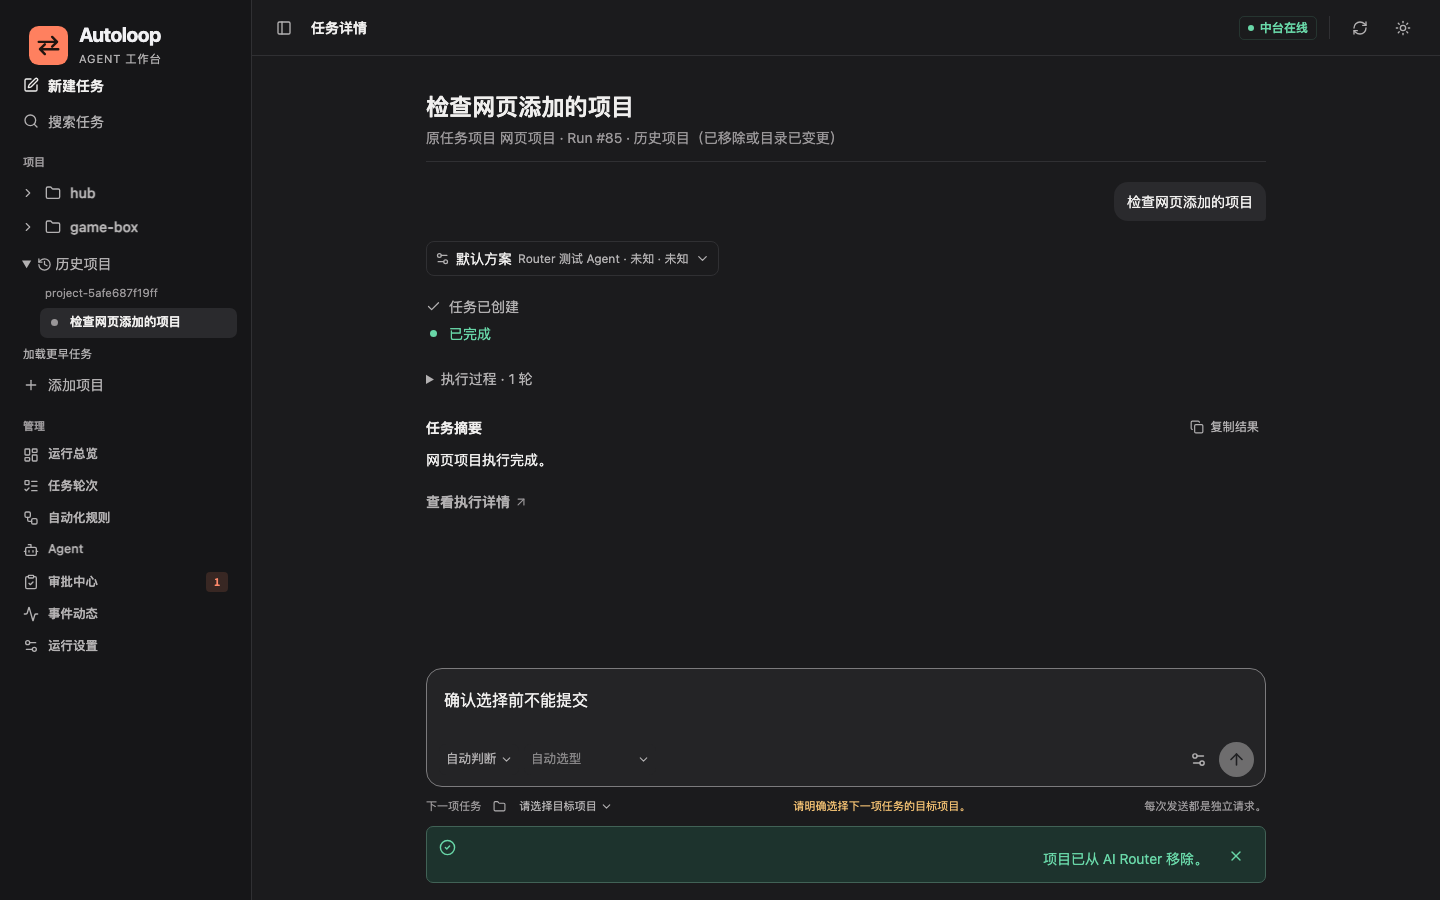 Autoloop
AGENT 工作台
新建任务
搜索任务
项目
hub
game-box
历史项目
project-5afe687f19ff
检查网页添加的项目
加载更早任务
添加项目
管理
运行总览
任务轮次
自动化规则
Agent
审批中心 1
事件动态
运行设置
任务详情
中台在线
检查网页添加的项目
原任务项目 网页项目 · Run #85 · 历史项目（已移除或目录已变更）
检查网页添加的项目
默认方案 Router 测试 Agent · 未知 · 未知
任务已创建
已完成
执行过程 · 1 轮
任务摘要
复制结果
网页项目执行完成。
查看执行详情
确认选择前不能提交
自动判断 自动选型
下一项任务 请选择目标项目 请明确选择下一项任务的目标项目。 每次发送都是独立请求。
项目已从 AI Router 移除。